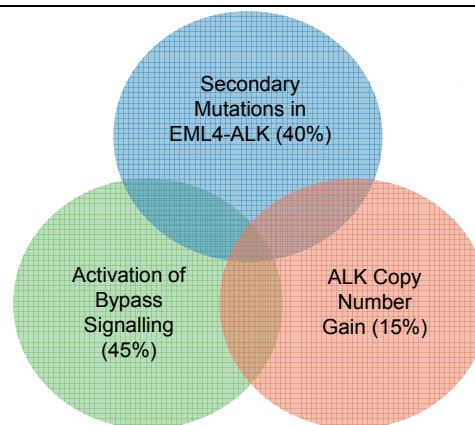 Secondary
Mutations in
EML4-ALK (40%)
Activation of
Bypass
Signalling
(45%)
ALK Copy
Number
Gain (15%)